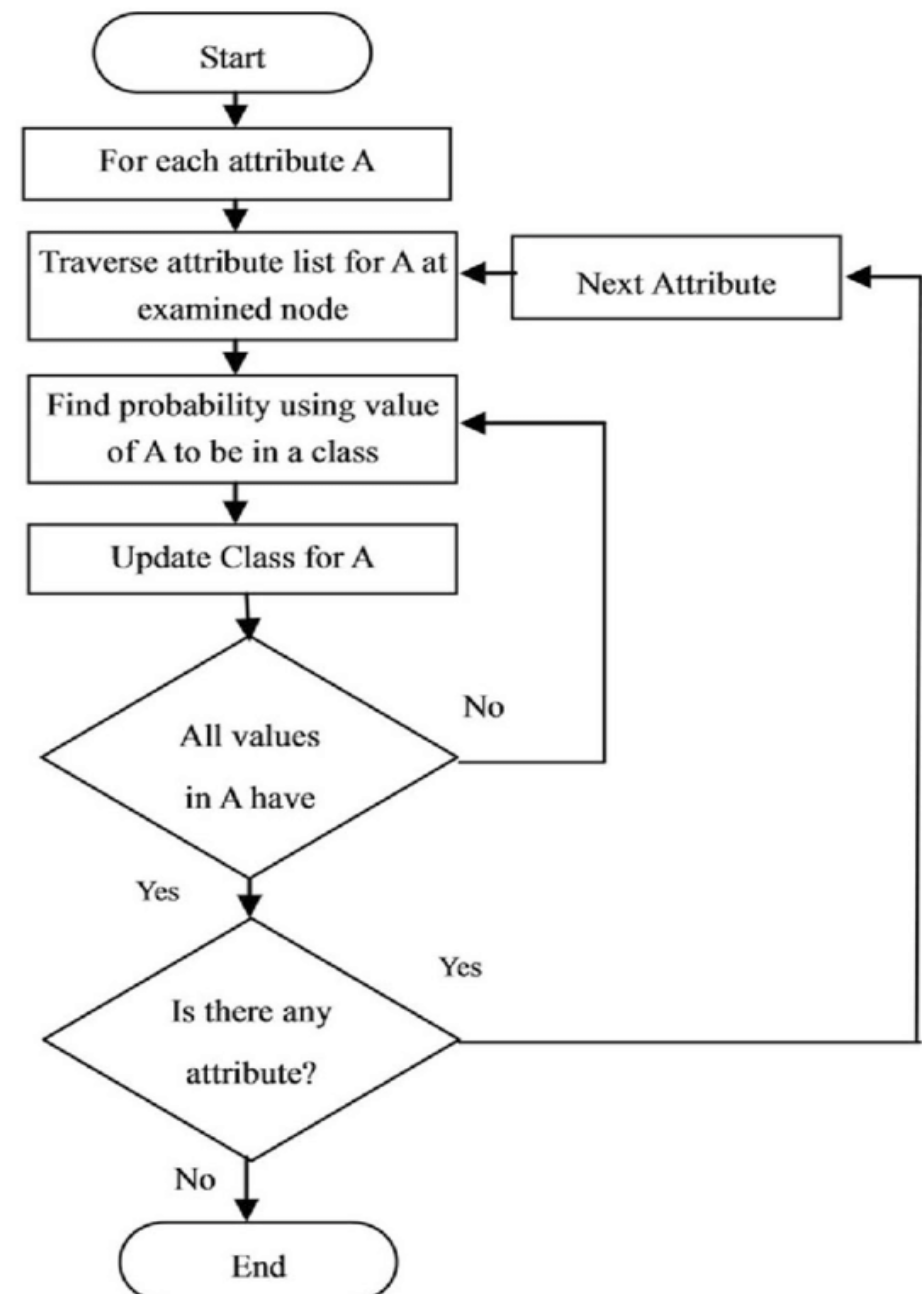 Start
For each attribute A
Traverse attribute list for A at
examined node
Next Attribute
Find probability using value
of A to be in a class
Update Class for A
No
All values
in A have
Yes
Yes
Is there any
attribute?
No
End